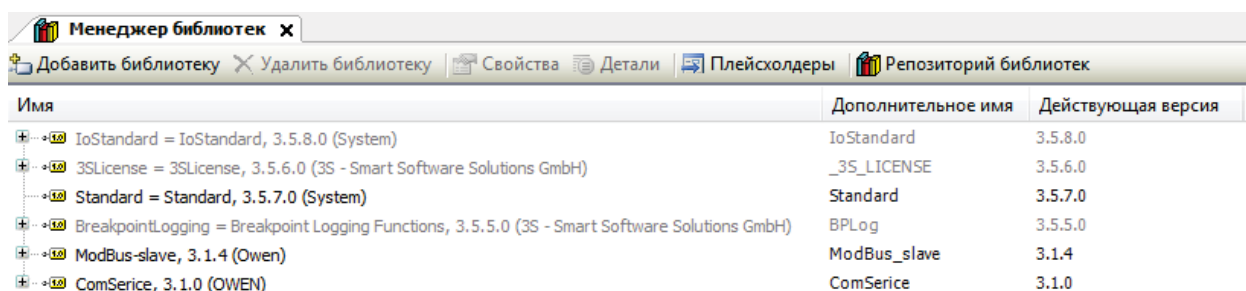 Менеджер библиотек
Добавить библиотеку Удалить библиотеку Свойства Детали Плейсхолдеры Репозиторий библиотек
Имя Дополнительное имя Действующая версия
IoStandard = IoStandard, 3.5.8.0 (System) IoStandard 3.5.8.0
3SLicense = 3SLicense, 3.5.6.0 (3S - Smart Software Solutions GmbH) _3S_LICENSE 3.5.6.0
Standard = Standard, 3.5.7.0 (System) Standard 3.5.7.0
BreakpointLogging = Breakpoint Logging Functions, 3.5.5.0 (3S - Smart Software Solutions GmbH) BPLog 3.5.5.0
ModBus-slave, 3.1.4 (Owen) ModBus_slave 3.1.4
ComSerice, 3.1.0 (OWEN) ComSerice 3.1.0